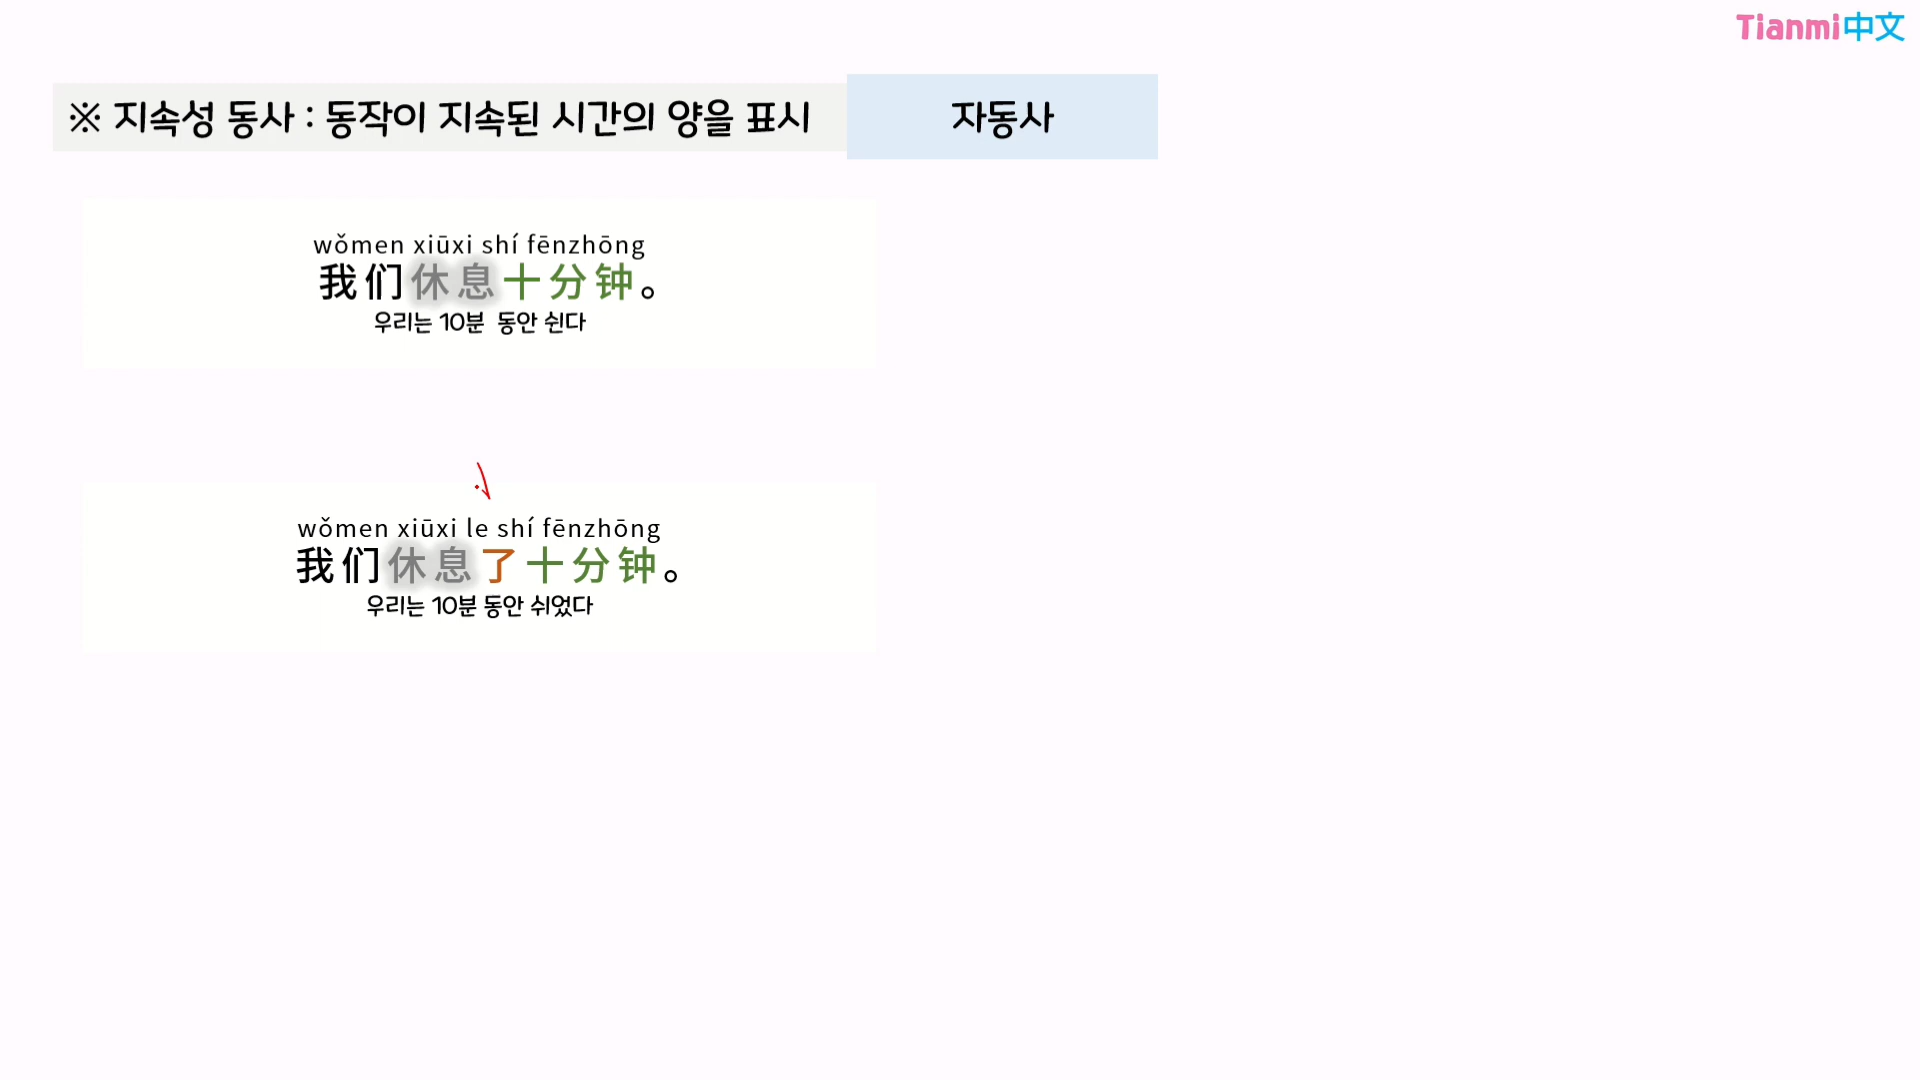 Tianmi中文
※ 지속성 동사 : 동작이 지속된 시간의 양을 표시
자동사
wǒmen xiūxi shí fēnzhōng
我们休息十分钟。
우리는 10분 동안 쉰다
wǒmen xiūxi le shí fēnzhōng
我们休息了十分钟。
우리는 10분 동안 쉬었다